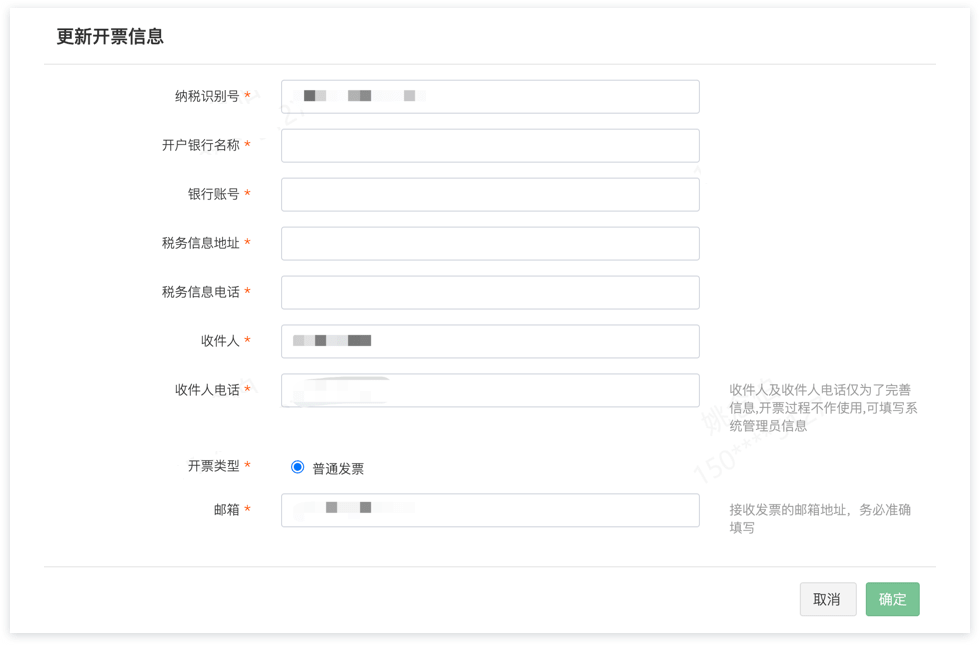 更新开票信息
纳税识别号 *
开户银行名称 *
银行账号 *
税务信息地址 *
税务信息电话 *
收件人 *
收件人电话 *
收件人及收件人电话仅为了完善
信息,开票过程不作使用,可填写系
统管理员信息
开票类型 *
普通发票
邮箱 *
接收发票的邮箱地址，务必准确
填写
取消
确定